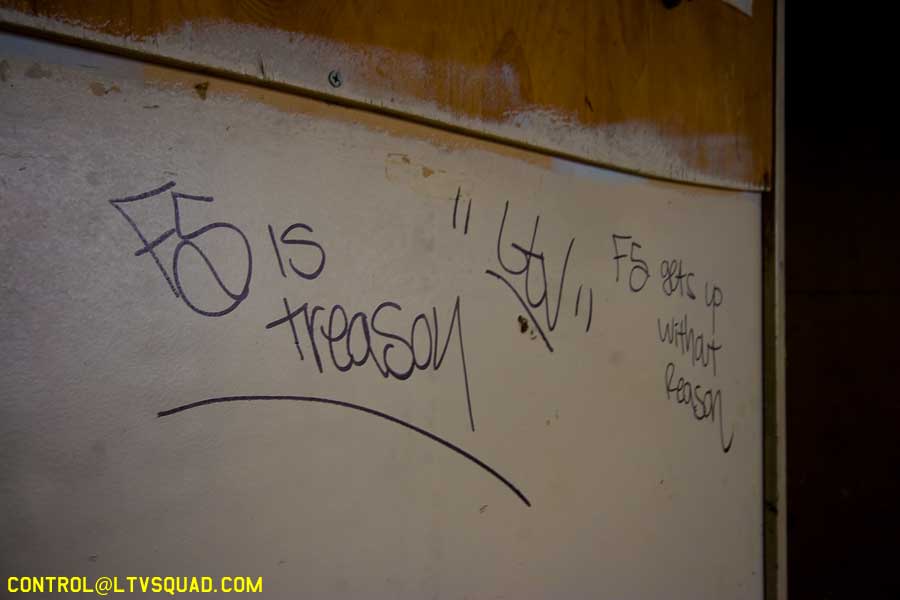 F5 is
treason
"LTV"
F5 gets up
without
Reason
CONTROL@LTVSQUAD.COM